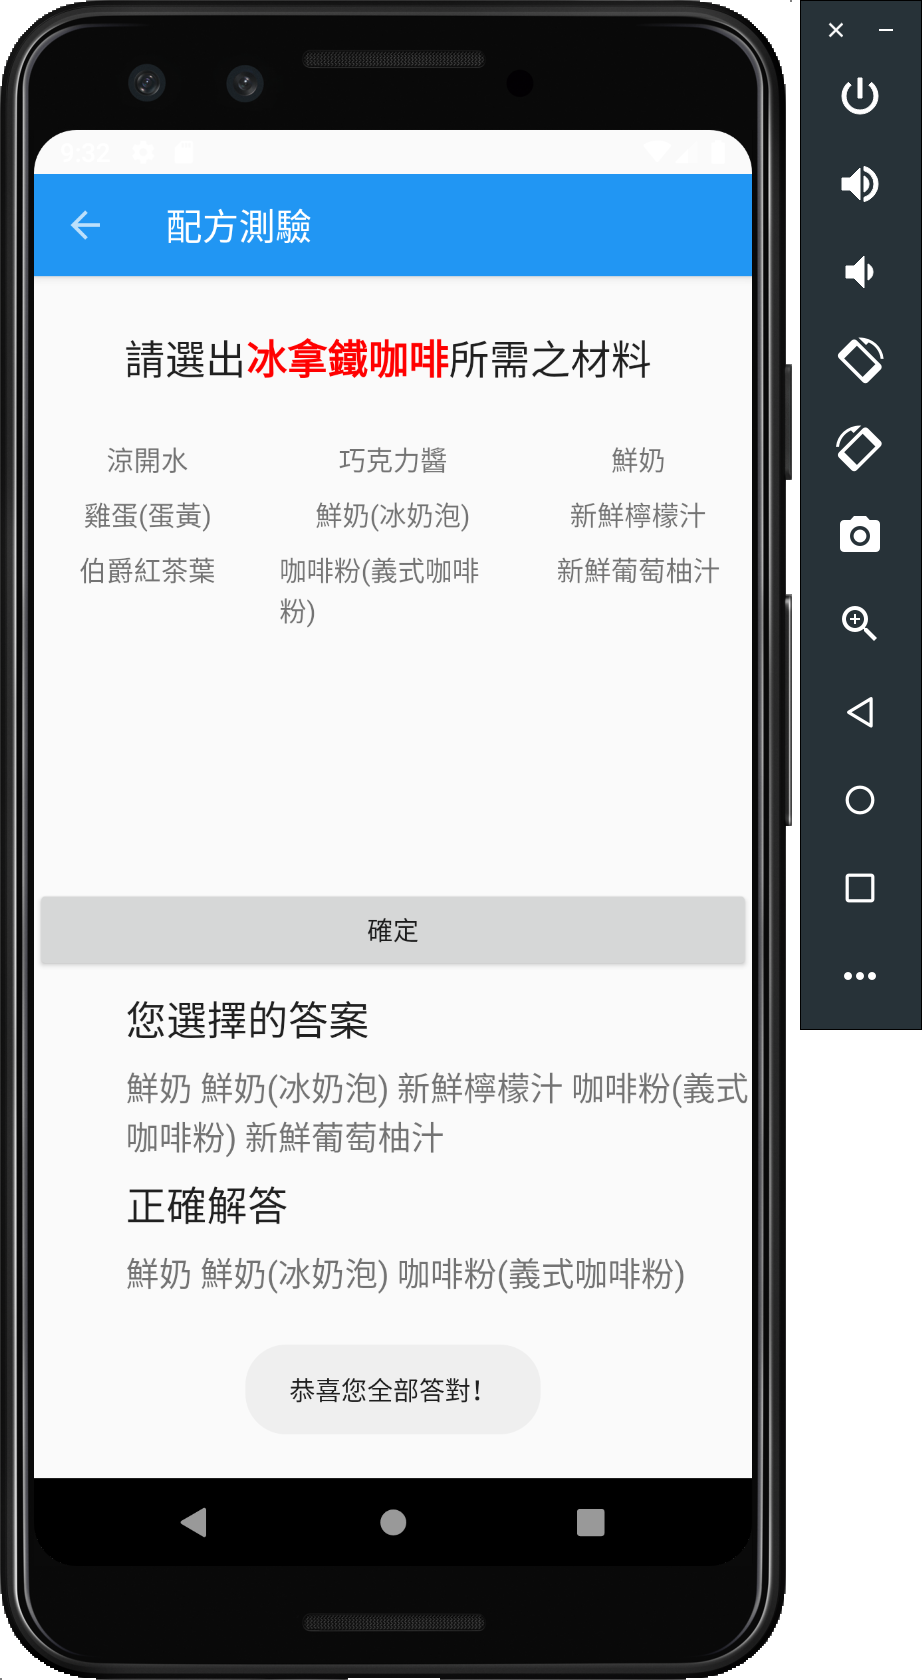 9:32
配方測驗
請選出冰拿鐵咖啡所需之材料
涼開水 巧克力醬 鮮奶
雞蛋(蛋黃) 鮮奶(冰奶泡) 新鮮檸檬汁
伯爵紅茶葉 咖啡粉(義式咖啡 新鮮葡萄柚汁
粉)
確定
您選擇的答案
鮮奶 鮮奶(冰奶泡) 新鮮檸檬汁 咖啡粉(義式
咖啡粉) 新鮮葡萄柚汁
正確解答
鮮奶 鮮奶(冰奶泡) 咖啡粉(義式咖啡粉)
恭喜您全部答對!